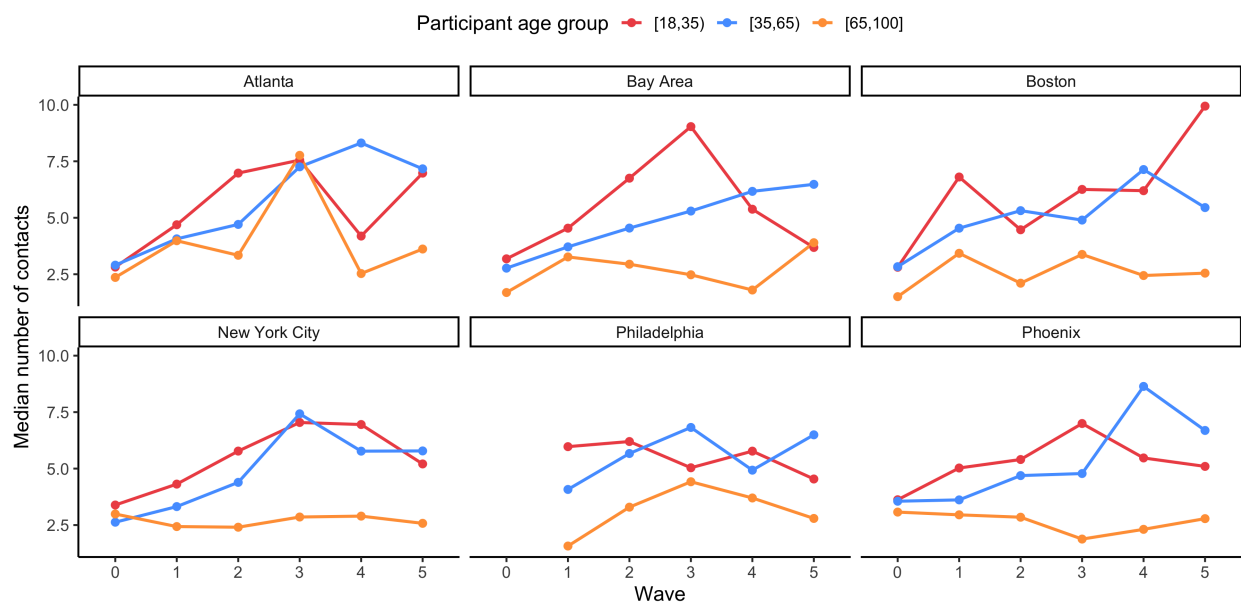 Participant age group [18,35) [35,65) [65,100]
Atlanta Bay Area Boston
10.0
7.5
5.0
2.5
New York City Philadelphia Phoenix
10.0
7.5
5.0
2.5
0 1 2 3 4 5 0 1 2 3 4 5 0 1 2 3 4 5
Wave
Median number of contacts